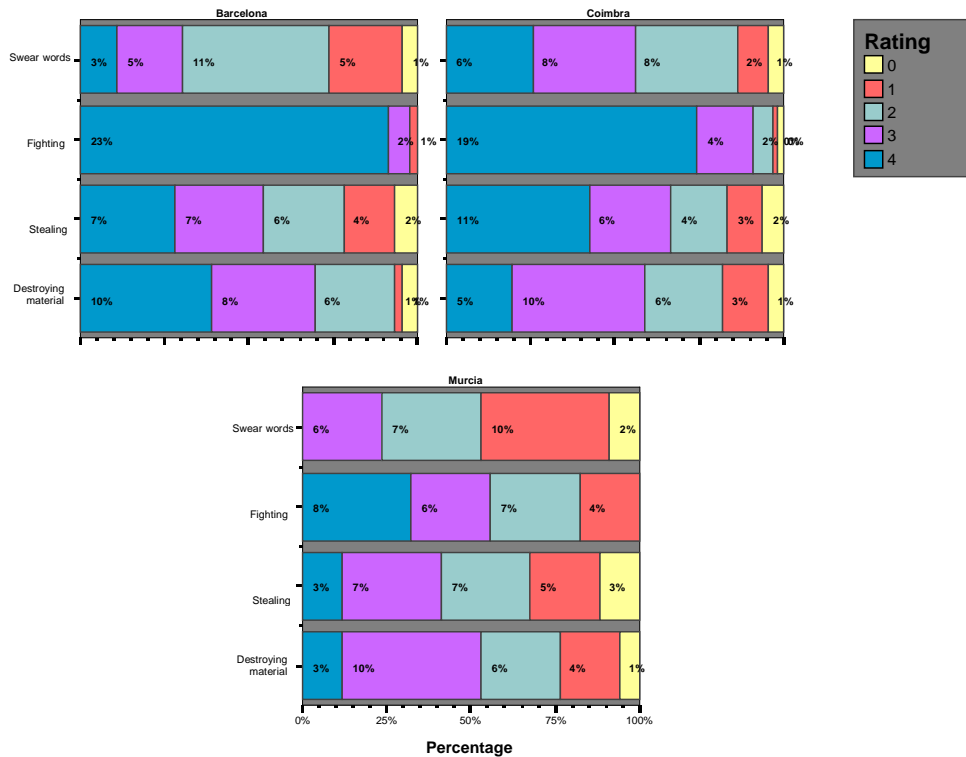 Barcelona
Coimbra
Swear words
3% 5% 11% 5% 1%
6% 8% 8% 2% 1%
Fighting
23% 2% 1%
19% 4% 2% 0%
Stealing
7% 7% 6% 4% 2%
11% 6% 4% 3% 2%
Destroying
material
10% 8% 6% 1% 1%
5% 10% 6% 3% 1%
Rating
0
1
2
3
4
Murcia
Swear words
6% 7% 10% 2%
Fighting
8% 6% 7% 4%
Stealing
3% 7% 7% 5% 3%
Destroying
material
3% 10% 6% 4% 1%
0% 25% 50% 75% 100%
Percentage